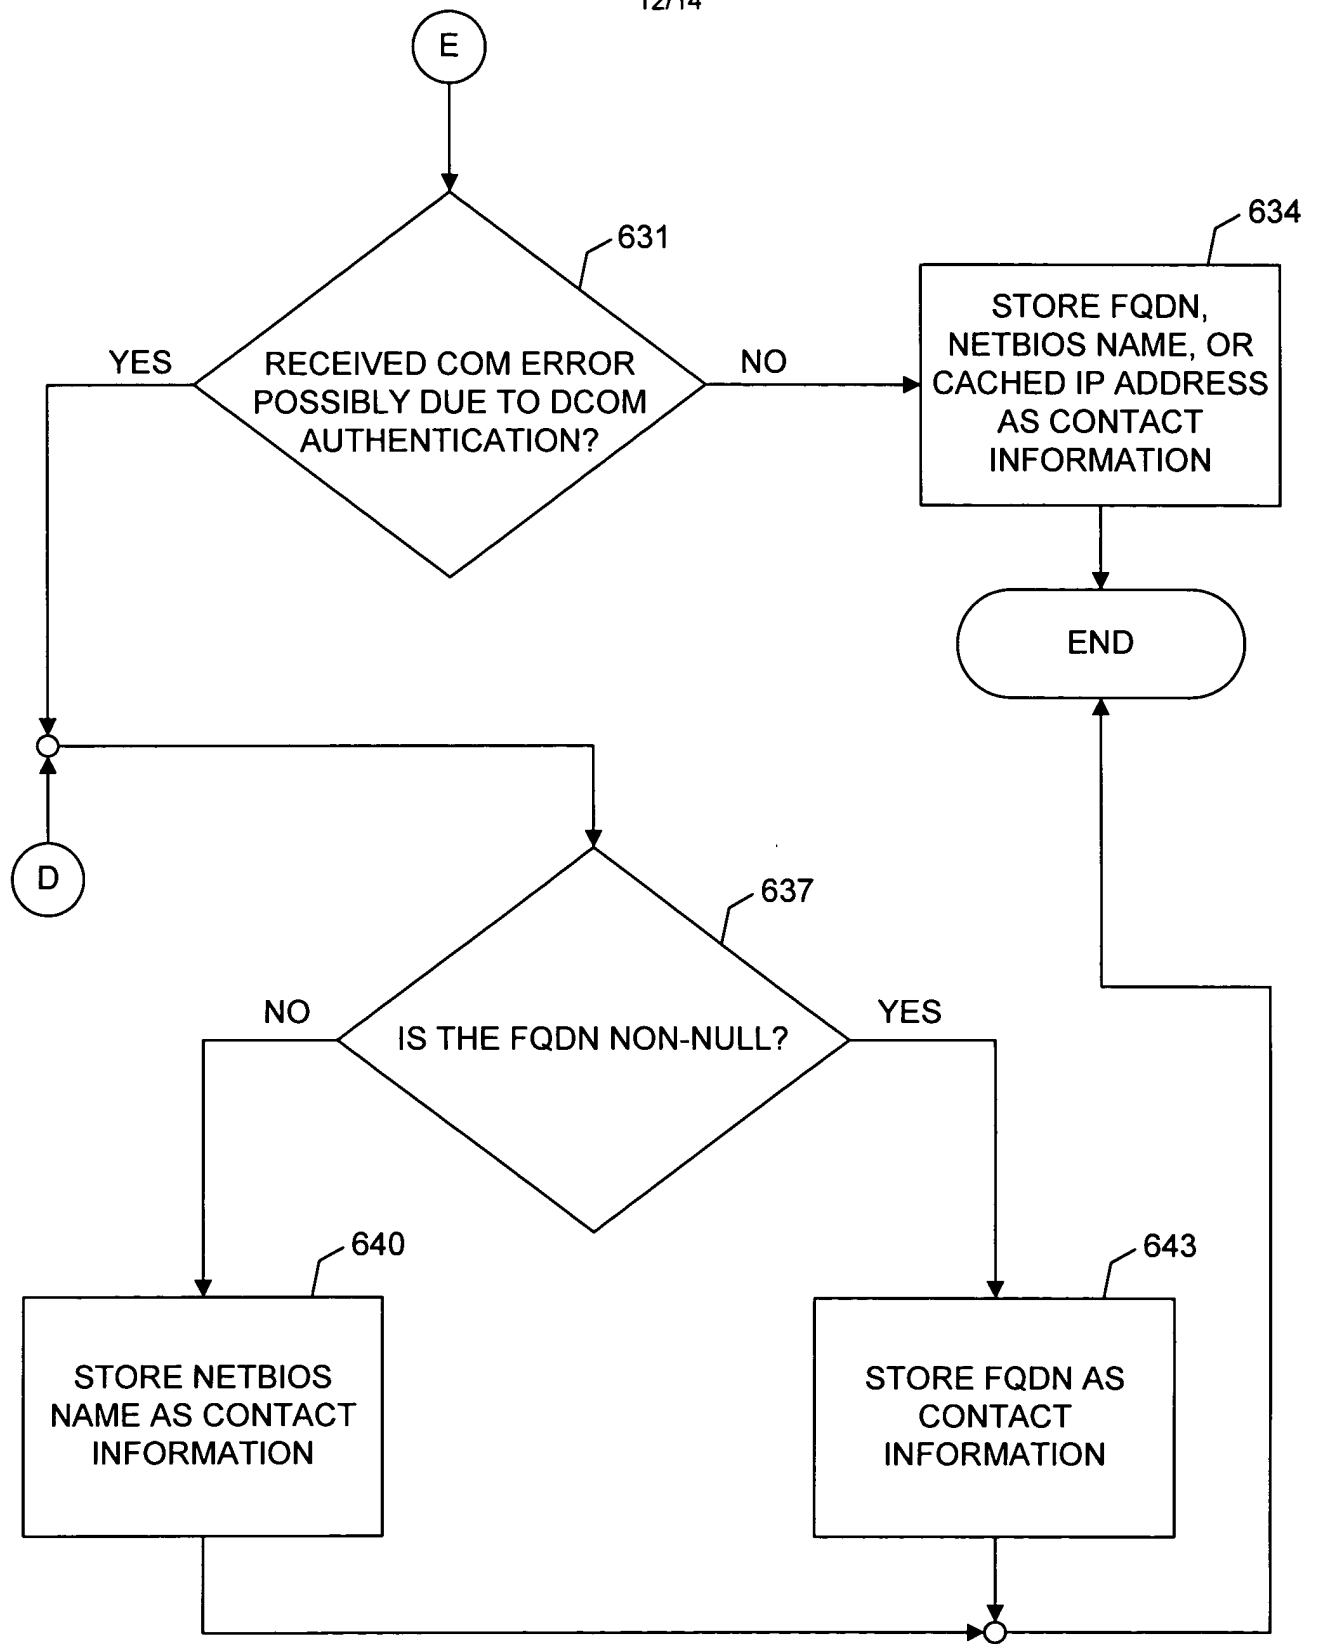 12/14
E
631
634
STORE FQDN,
NETBIOS NAME, OR
CACHED IP ADDRESS
AS CONTACT
INFORMATION
YES
RECEIVED COM ERROR
POSSIBLY DUE TO DCOM
AUTHENTICATION?
NO
END
D
637
NO
IS THE FQDN NON-NULL?
YES
640
643
STORE NETBIOS
NAME AS CONTACT
INFORMATION
STORE FQDN AS
CONTACT
INFORMATION